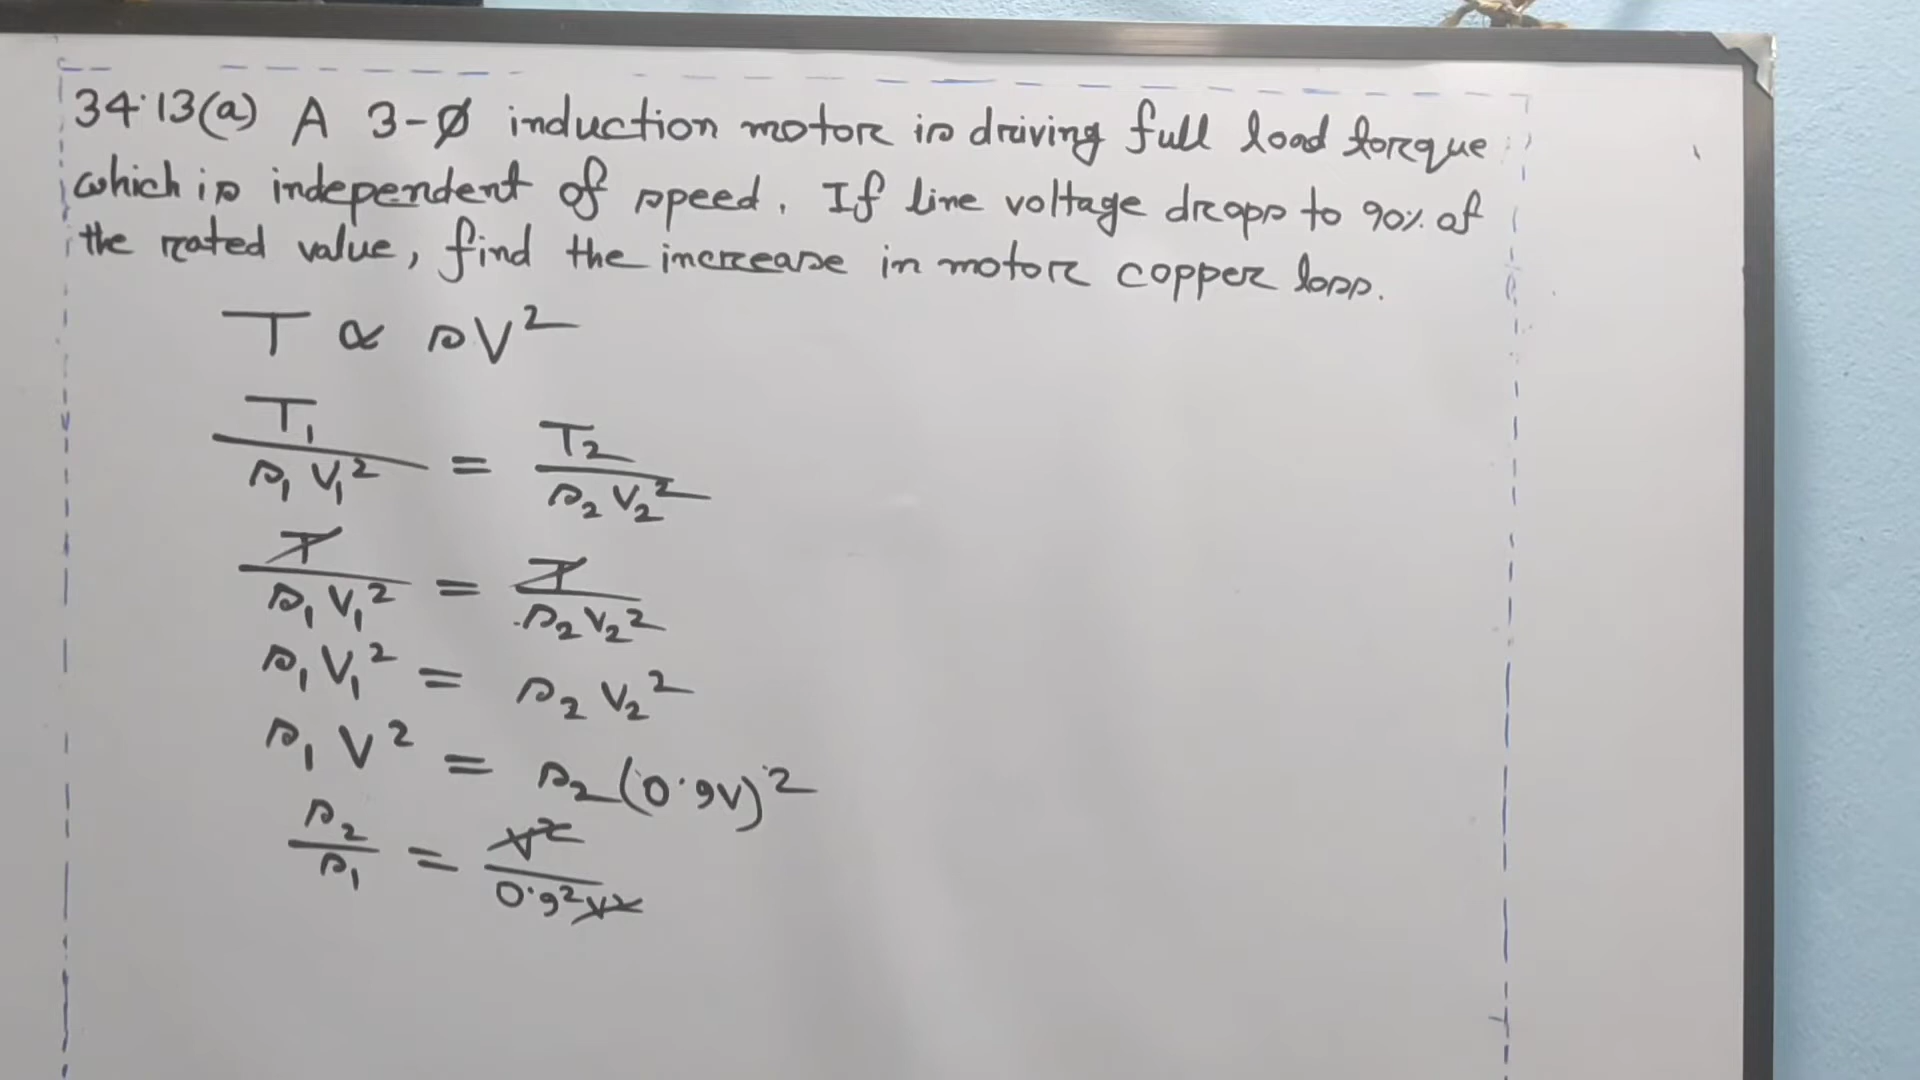 34.13(a) A 3-Ø induction motor is driving full load torque
which is independent of speed. If line voltage drops to 90% of
the rated value, find the increase in motor copper loss.
T ∝ sV²
T₁ / s₁V₁² = T₂ / s₂V₂²
T / s₁V₁² = T / s₂V₂²
s₁V₁² = s₂V₂²
s₁V² = s₂(0.9V)²
s₂ / s₁ = V² / 0.9²V²